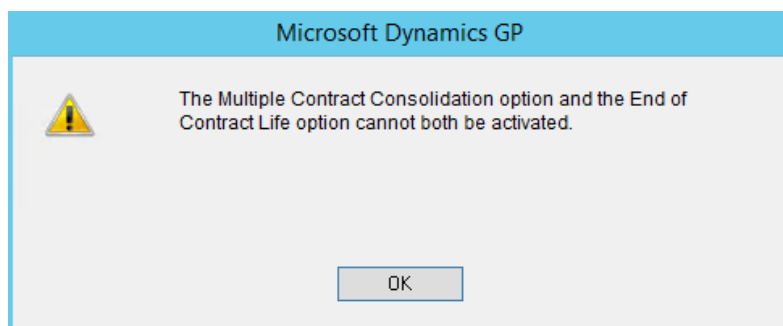 Microsoft Dynamics GP
The Multiple Contract Consolidation option and the End of
Contract Life option cannot both be activated.
OK